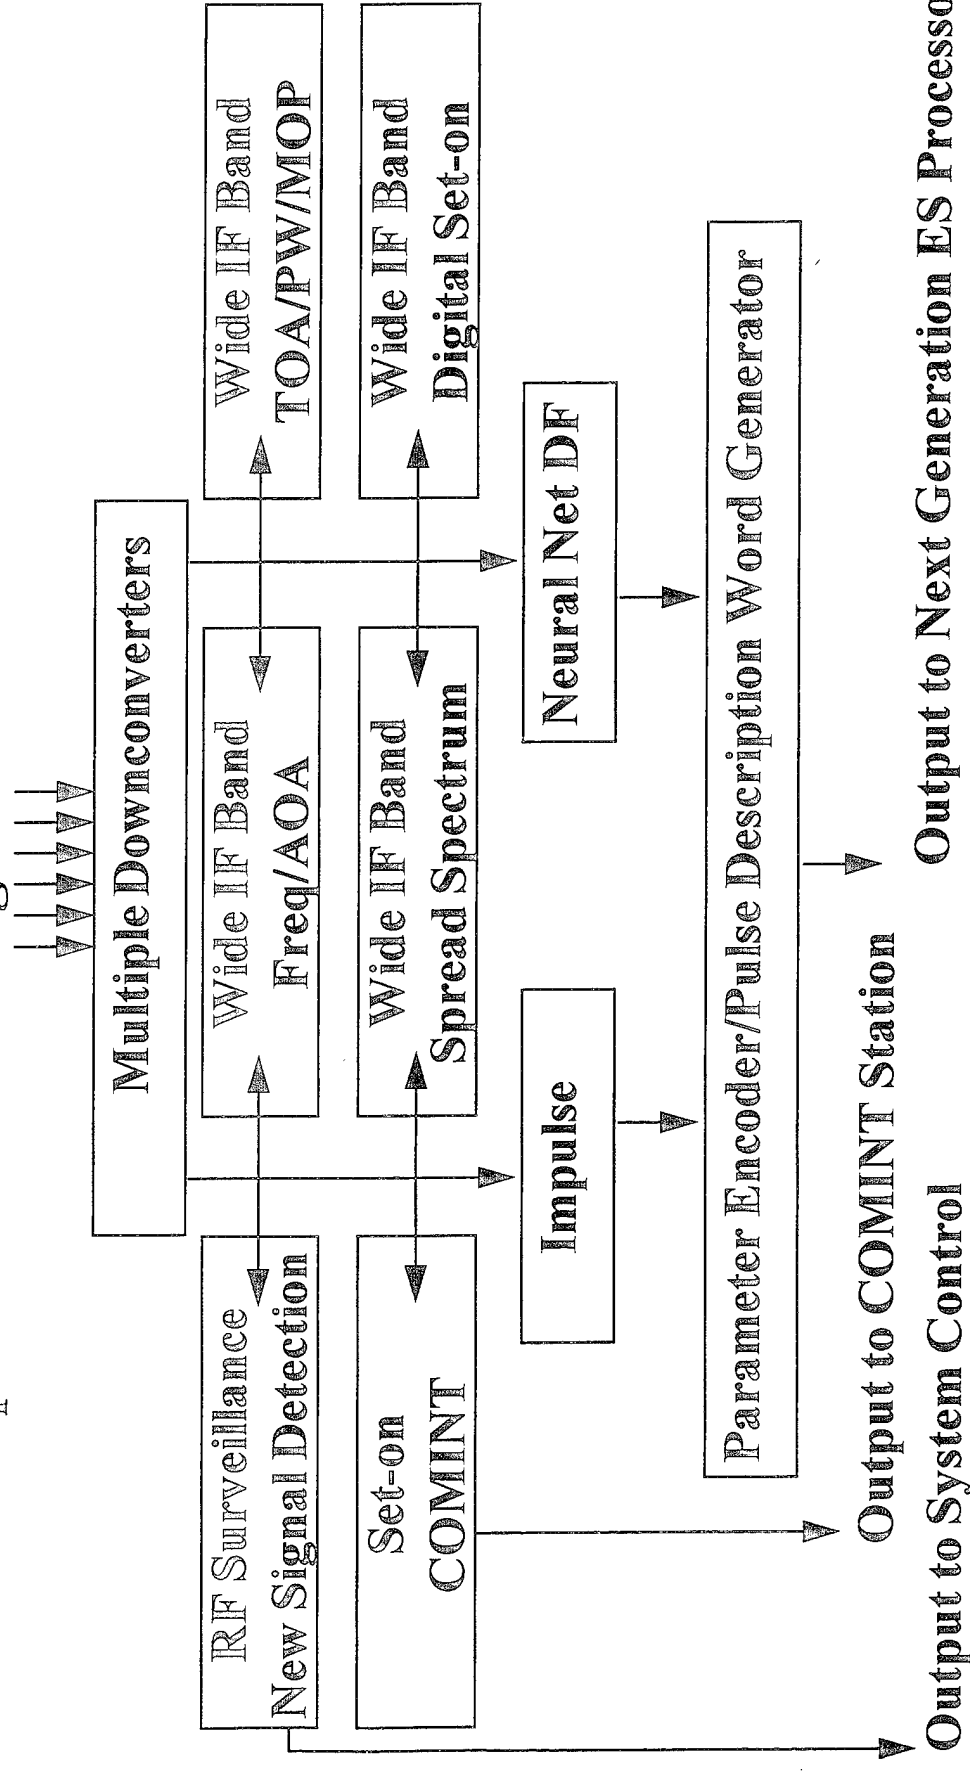 Multiple Downconverters
RF Surveillance
New Signal Detection
Wide IF Band
Freq/AOA
Wide IF Band
TOA/PW/MOP
Set-on
COMINT
Wide IF Band
Spread Spectrum
Wide IF Band
Digital Set-on
Impulse
Neural Net DF
Parameter Encoder/Pulse Description Word Generator
Output to COMINT Station
Output to System Control
Output to Next Generation ES Processo